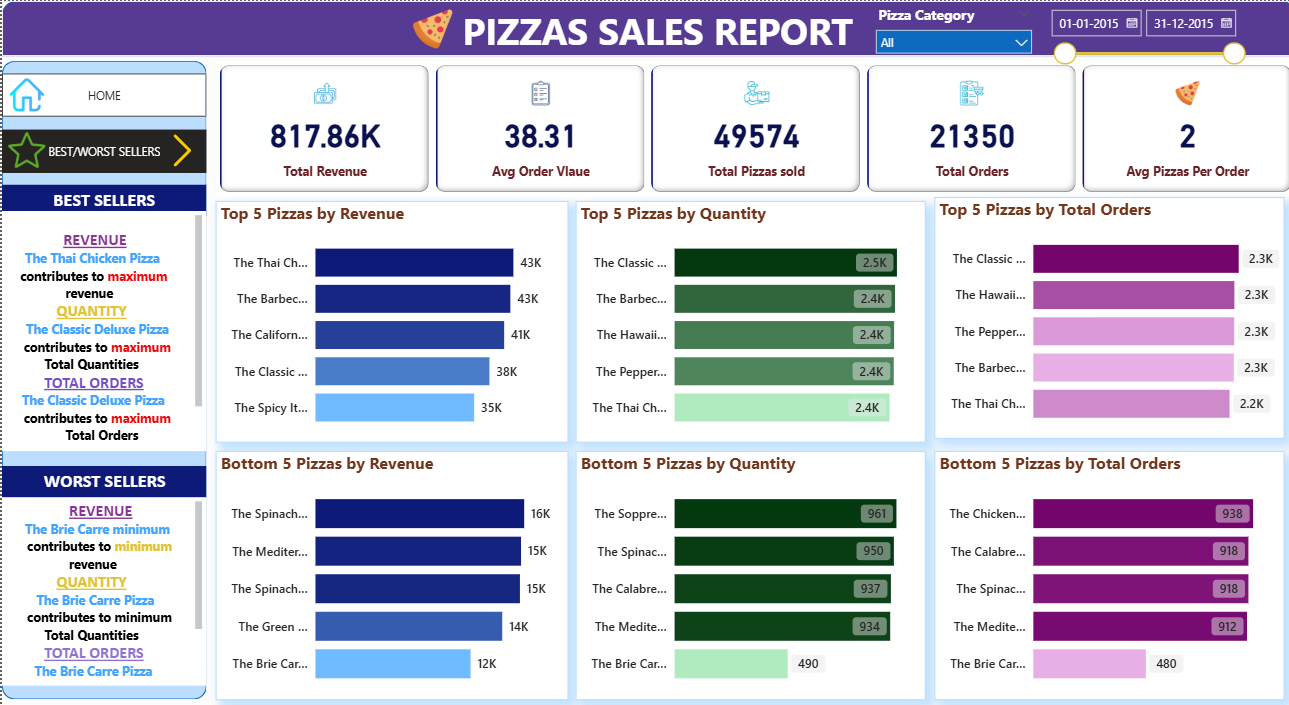 PIZZAS SALES REPORT
Pizza Category
All
01-01-2015
31-12-2015
HOME
BEST/WORST SELLERS
817.86K
Total Revenue
38.31
Avg Order Vlaue
49574
Total Pizzas sold
21350
Total Orders
2
Avg Pizzas Per Order
BEST SELLERS
REVENUE
The Thai Chicken Pizza
contributes to maximum
revenue
QUANTITY
The Classic Deluxe Pizza
contributes to maximum
Total Quantities
TOTAL ORDERS
The Classic Deluxe Pizza
contributes to maximum
Total Orders
WORST SELLERS
REVENUE
The Brie Carre minimum
contributes to minimum
revenue
QUANTITY
The Brie Carre Pizza
contributes to minimum
Total Quantities
TOTAL ORDERS
The Brie Carre Pizza
Top 5 Pizzas by Revenue
The Thai Ch... 43K
The Barbec... 43K
The Californ... 41K
The Classic ... 38K
The Spicy It... 35K
Top 5 Pizzas by Quantity
The Classic ... 2.5K
The Barbec... 2.4K
The Hawaii... 2.4K
The Pepper... 2.4K
The Thai Ch... 2.4K
Top 5 Pizzas by Total Orders
The Classic ... 2.3K
The Hawaii... 2.3K
The Pepper... 2.3K
The Barbec... 2.3K
The Thai Ch... 2.2K
Bottom 5 Pizzas by Revenue
The Spinach... 16K
The Mediter... 15K
The Spinach... 15K
The Green ... 14K
The Brie Car... 12K
Bottom 5 Pizzas by Quantity
The Soppre... 961
The Spinac... 950
The Calabre... 937
The Medite... 934
The Brie Car... 490
Bottom 5 Pizzas by Total Orders
The Chicken... 938
The Calabre... 918
The Spinac... 918
The Medite... 912
The Brie Car... 480